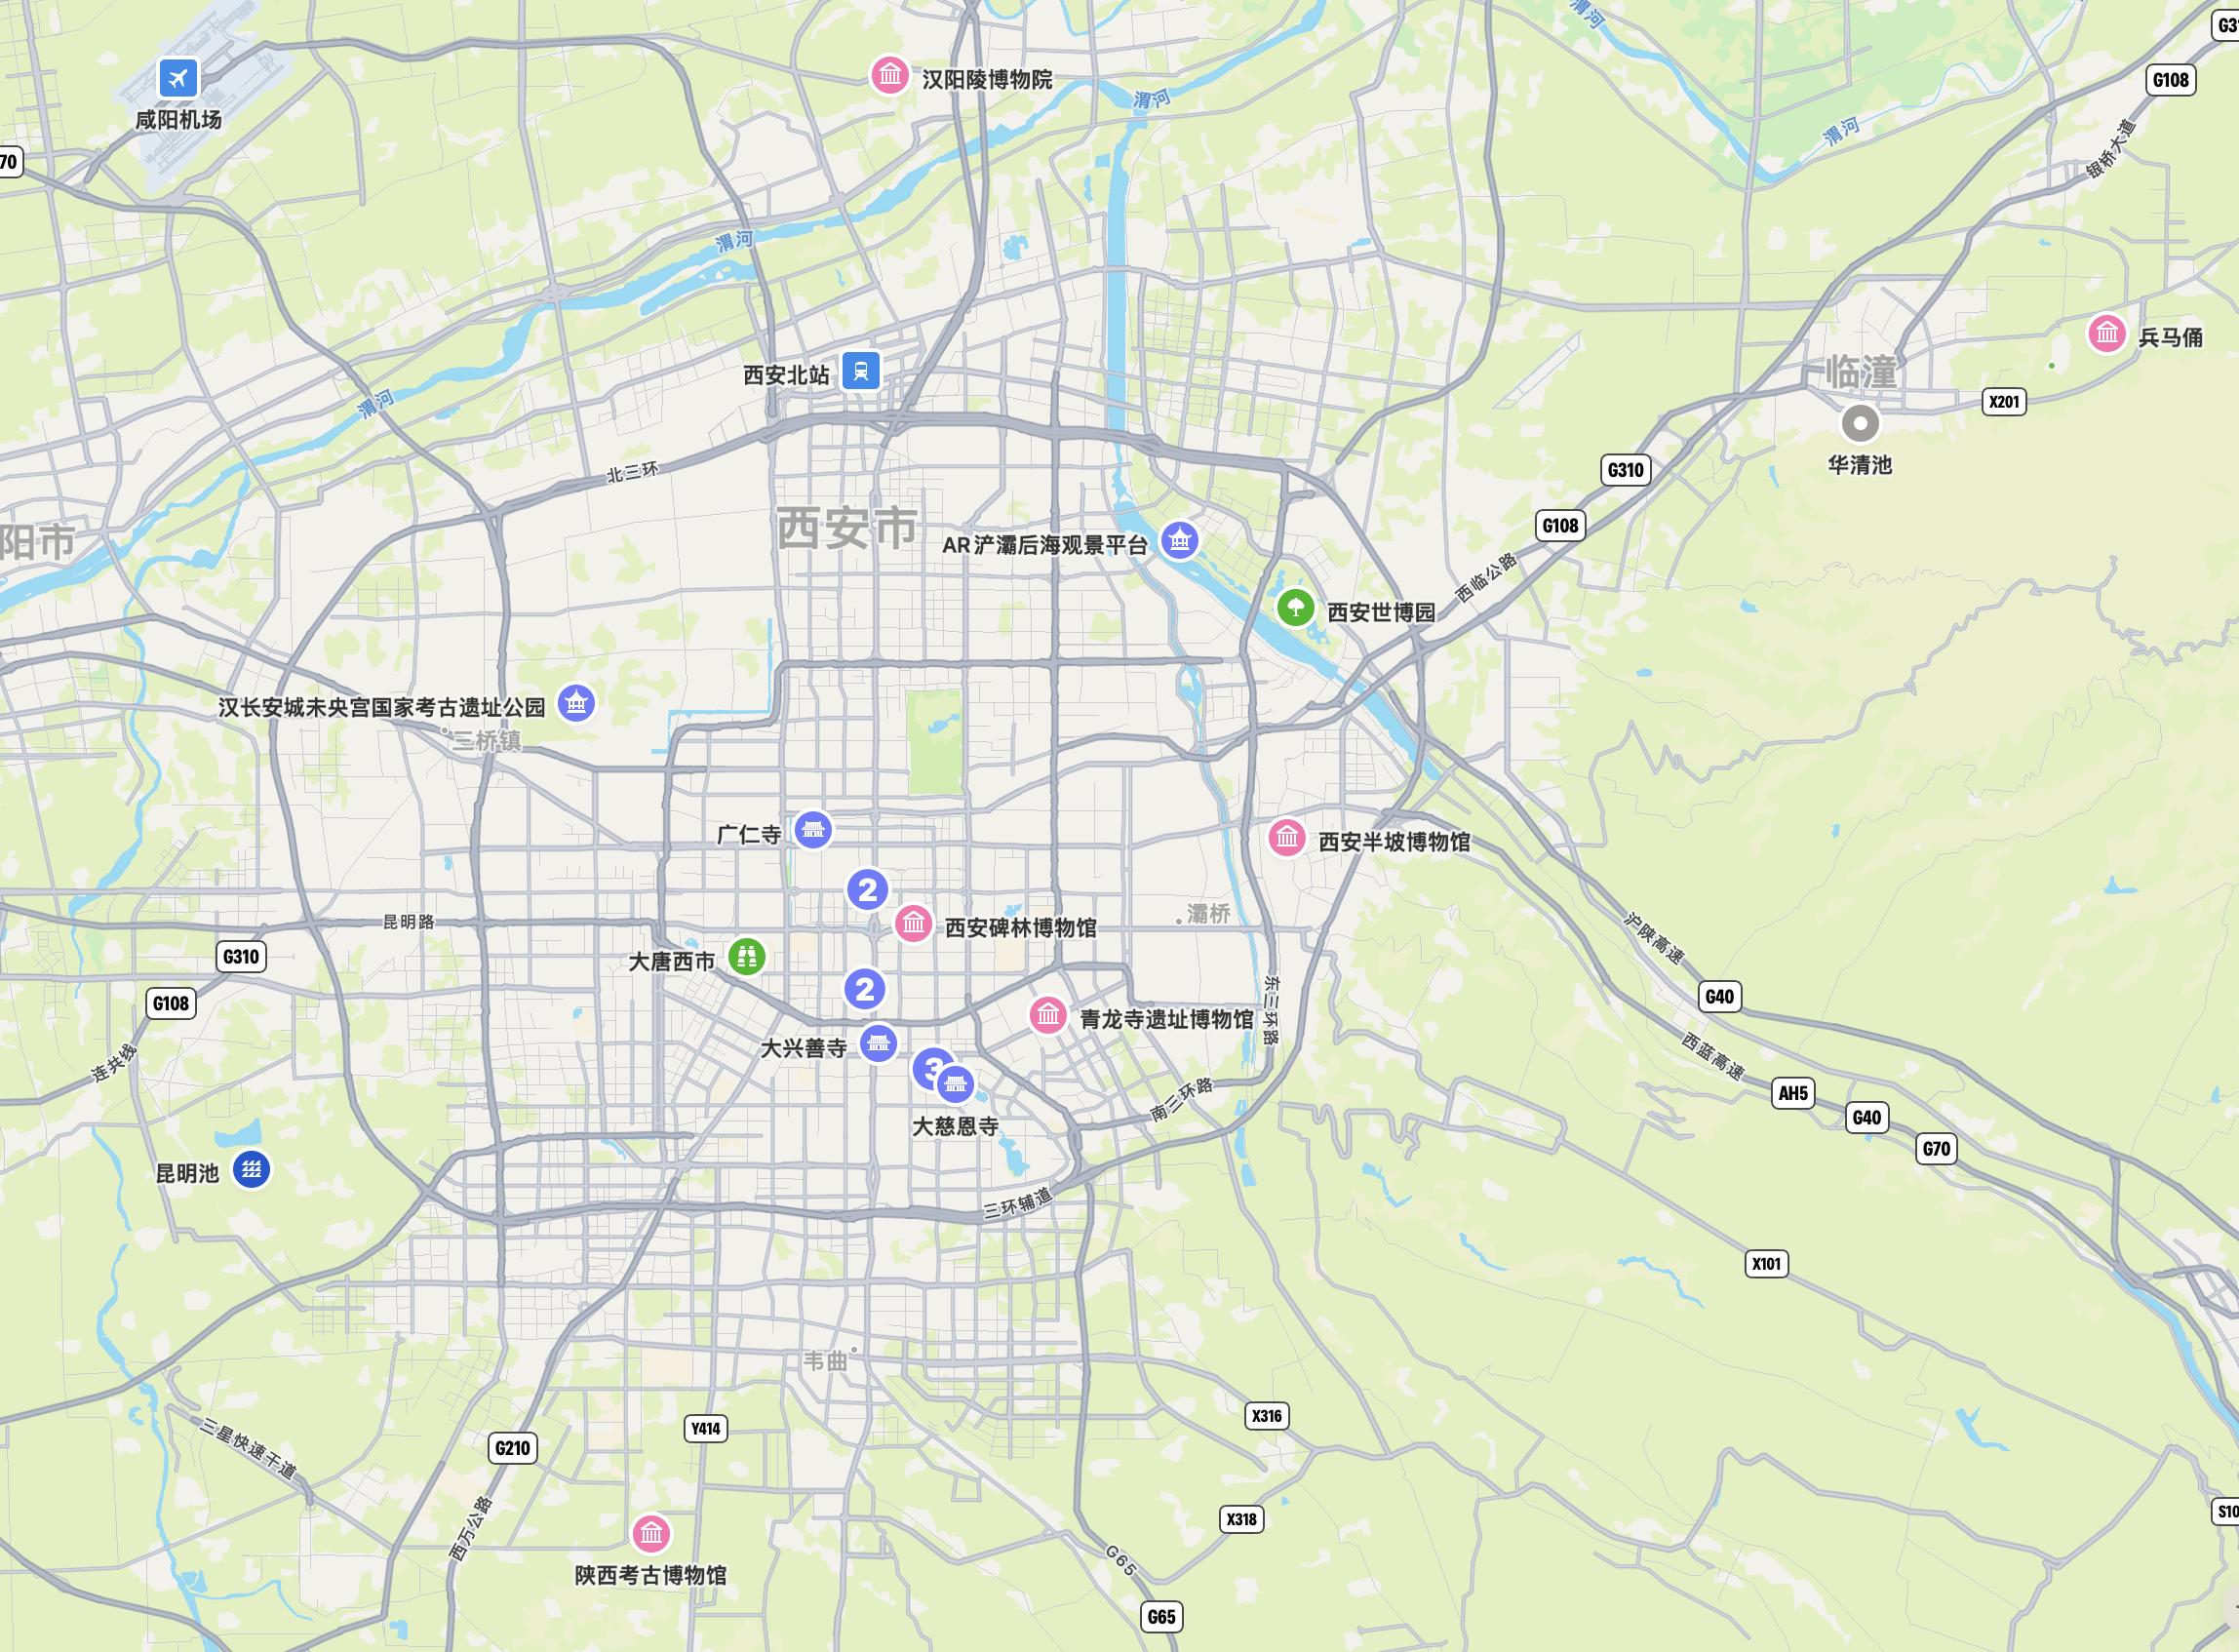 G31
G108
渭河
汉阳陵博物院
渭河
渭河
银桥大道
咸阳机场
70
渭河
兵马俑
西安北站
临潼
X201
渭河
华清池
北三环
G310
西安市
G108
阳市
AR浐灞后海观景平台
西临公路
西安世博园
汉长安城未央宫国家考古遗址公园
三桥镇
广仁寺
西安半坡博物馆
2
灞桥
昆明路
西安碑林博物馆
沪陕高速
G310
大唐西市
2
G40
G108
东三环路
青龙寺遗址博物馆
大兴善寺
西蓝高速
连共线
3
AH5
南三环路
G40
大慈恩寺
G70
昆明池
三环辅道
X101
韦曲
X316
Y414
三星快速干道
G210
S10
X318
西万公路
陕西考古博物馆
G65
G65